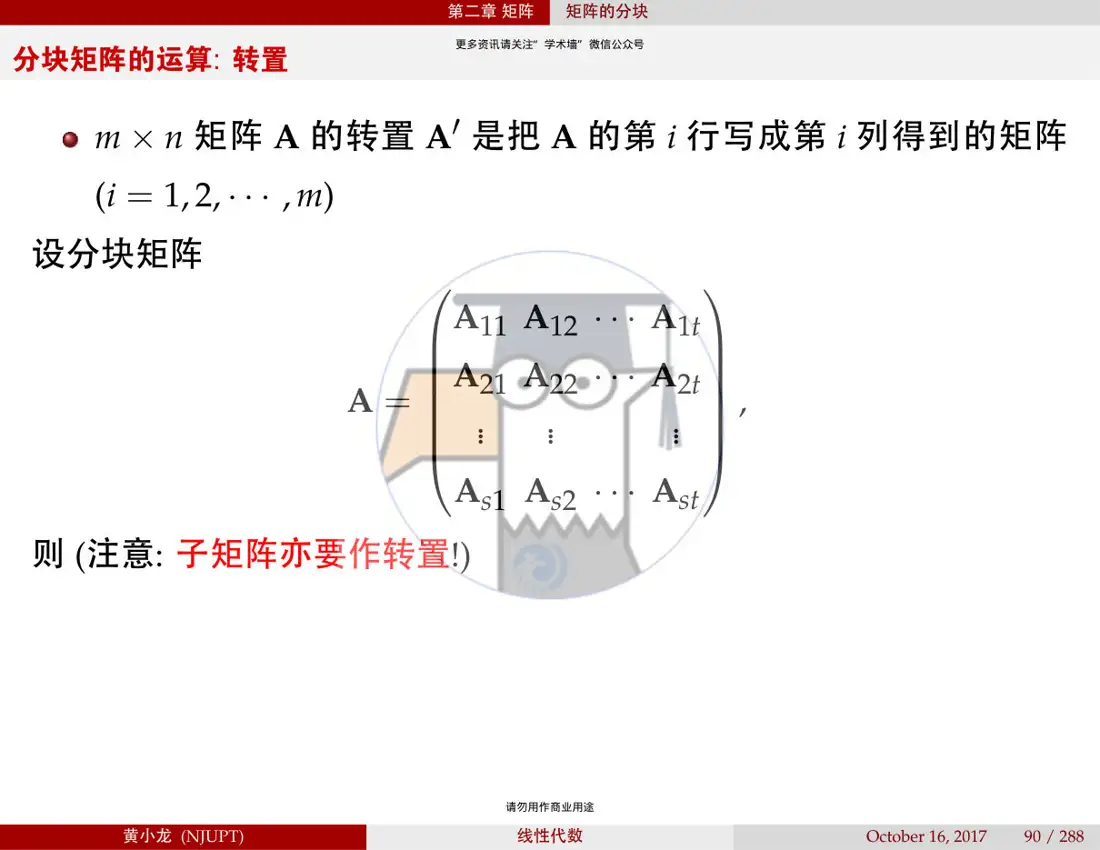 第二章 矩阵 矩阵的分块
更多资讯请关注“学术墙”微信公众号
分块矩阵的运算: 转置
m × n 矩阵 A 的转置 A′ 是把 A 的第 i 行写成第 i 列得到的矩阵
(i = 1, 2, · · · , m)
设分块矩阵
A11 A12 · · · A1t
A21 A22 · · · A2t
A =
,
⋮ ⋮ ⋮
As1 As2 · · · Ast
则 (注意: 子矩阵亦要作转置!)
请勿用作商业用途
黄小龙 (NJUPT) 线性代数 October 16, 2017 90 / 288